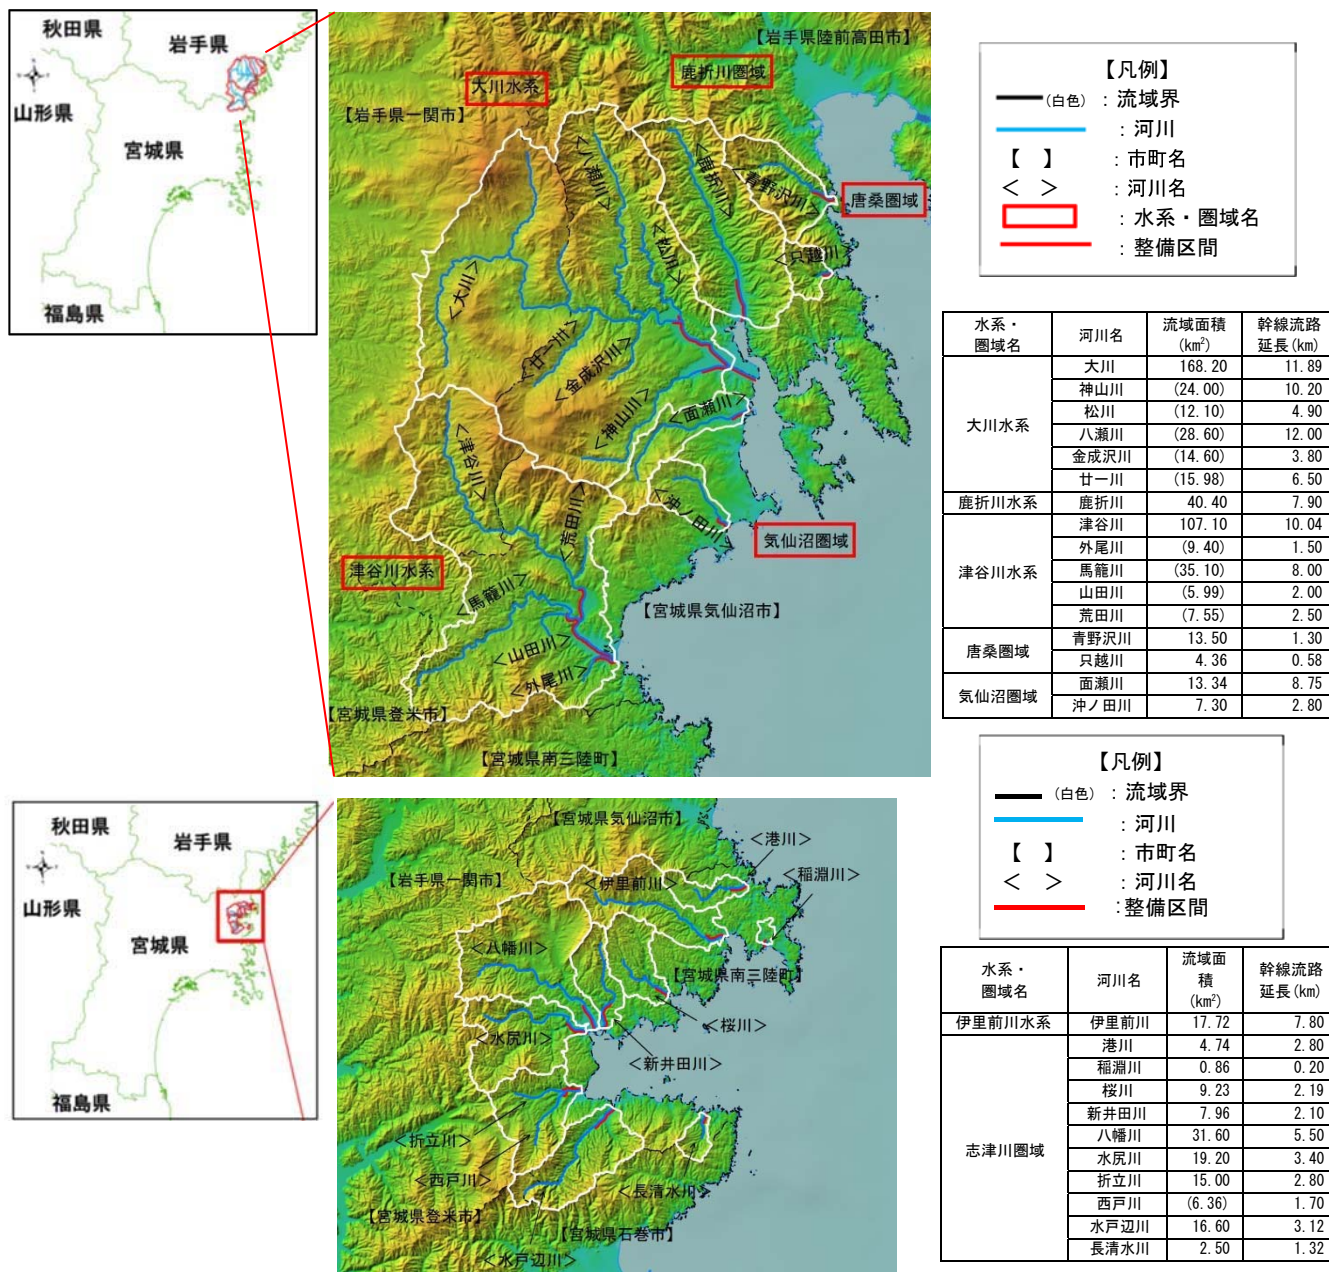 秋田県
岩手県
山形県
宮城県
福島県
【岩手県陸前高田市】
鹿折川圏域
大川水系
【岩手県一関市】
<八瀬川>
<鹿折川>
<青野沢川>
唐桑圏域
<松川>
<只越川>
<大川>
<廿一川>
<金成沢川>
<神山川>
<面瀬川>
<津谷川>
<荒田川>
<沖ノ田川>
気仙沼圏域
津谷川水系
<馬籠川>
【宮城県気仙沼市】
<山田川>
<外尾川>
【宮城県登米市】
【宮城県南三陸町】
【凡例】
(白色) : 流域界
: 河川
【 】 : 市町名
< > : 河川名
: 水系・圏域名
: 整備区間
水系・圏域名 河川名 流域面積(km²) 幹線流路延長(km)
大川水系 大川 168.20 11.89
神山川 (24.00) 10.20
松川 (12.10) 4.90
八瀬川 (28.60) 12.00
金成沢川 (14.60) 3.80
廿一川 (15.98) 6.50
鹿折川水系 鹿折川 40.40 7.90
津谷川水系 津谷川 107.10 10.04
外尾川 (9.40) 1.50
馬籠川 (35.10) 8.00
山田川 (5.99) 2.00
荒田川 (7.55) 2.50
唐桑圏域 青野沢川 13.50 1.30
只越川 4.36 0.58
気仙沼圏域 面瀬川 13.34 8.75
沖ノ田川 7.30 2.80
秋田県
岩手県
山形県
宮城県
福島県
【宮城県気仙沼市】
<港川>
【岩手県一関市】
<伊里前川>
<稲淵川>
<八幡川>
【宮城県南三陸町】
<水尻川>
<桜川>
<新井田川>
<折立川>
<西戸川>
<長清水川>
【宮城県登米市】
【宮城県石巻市】
<水戸辺川>
【凡例】
(白色) : 流域界
: 河川
【 】 : 市町名
< > : 河川名
:整備区間
水系・圏域名 河川名 流域面積(km²) 幹線流路延長(km)
伊里前川水系 伊里前川 17.72 7.80
志津川圏域 港川 4.74 2.80
稲淵川 0.86 0.20
桜川 9.23 2.19
新井田川 7.96 2.10
八幡川 31.60 5.50
水尻川 19.20 3.40
折立川 15.00 2.80
西戸川 (6.36) 1.70
水戸辺川 16.60 3.12
長清水川 2.50 1.32